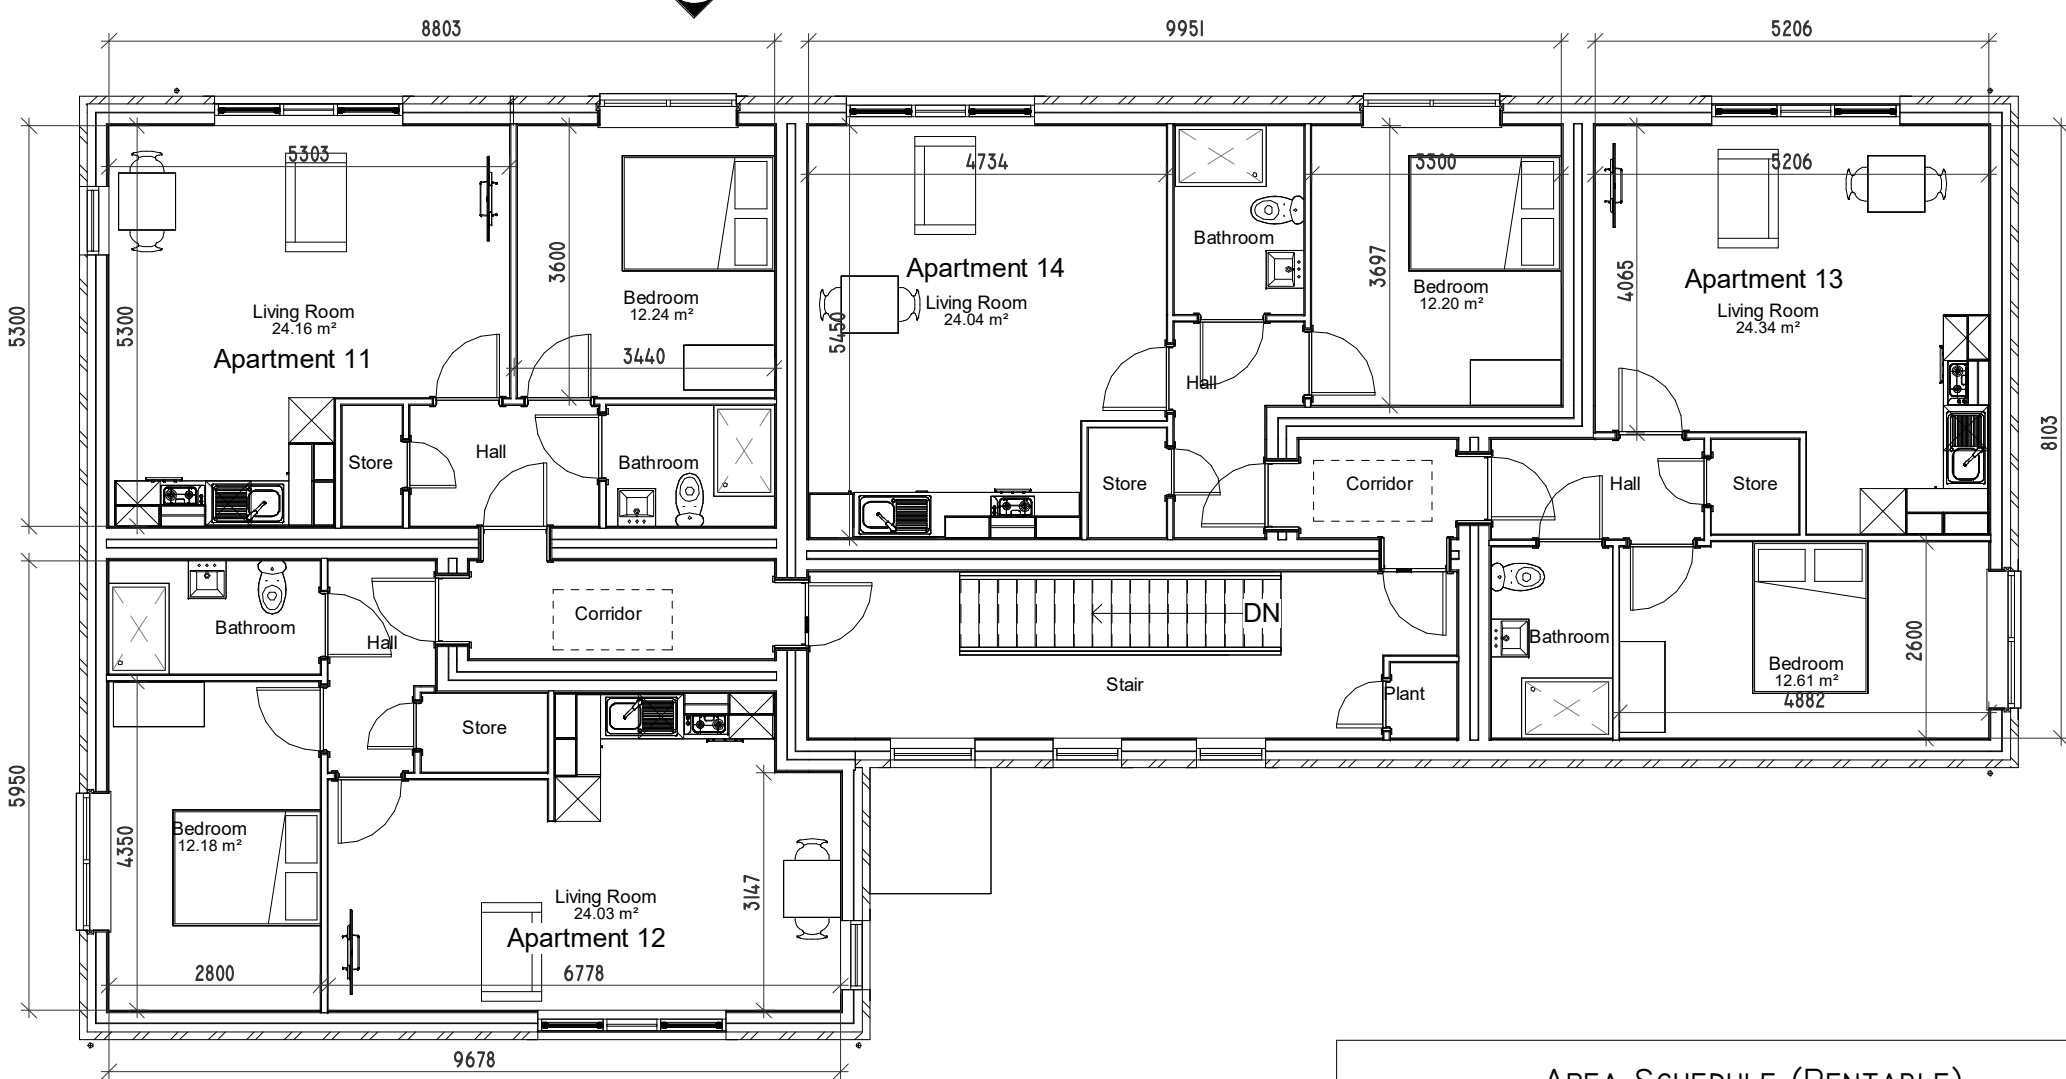 8803
9951
5206
5303
4734
3300
5206
5300
5300
3600
3440
Living Room
24.16 m²
Apartment 11
Bedroom
12.24 m²
Store
Hall
Bathroom
5450
Apartment 14
Living Room
24.04 m²
Bathroom
3697
Bedroom
12.20 m²
Hall
Store
Corridor
4065
Apartment 13
Living Room
24.34 m²
8103
Hall
Store
Bathroom
Bedroom
12.61 m²
4882
2600
5950
Bathroom
Hall
Corridor
DN
Stair
Plant
Store
4350
Bedroom
12.18 m²
2800
Living Room
24.03 m²
Apartment 12
6778
3147
9678
AREA SCHEDULE (RENTABLE)